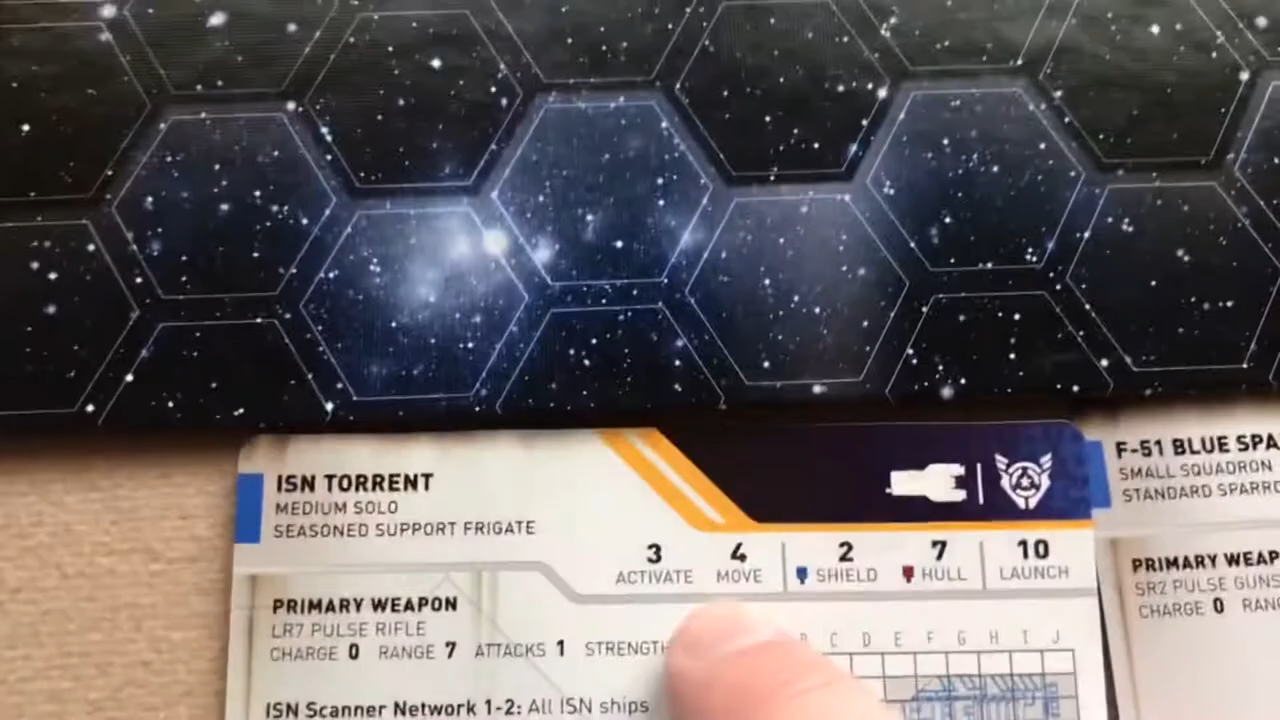 ISN TORRENT
MEDIUM SOLO
SEASONED SUPPORT FRIGATE
3 ACTIVATE 4 MOVE 2 SHIELD 7 HULL 10 LAUNCH
PRIMARY WEAPON
LR7 PULSE RIFLE
CHARGE 0 RANGE 7 ATTACKS 1 STRENGTH
B C D E F G H I J
ISN Scanner Network 1-2: All ISN ships
F-51 BLUE SPA
SMALL SQUADRON
STANDARD SPARR
PRIMARY WEAP
SR2 PULSE GUNS
CHARGE 0 RAN